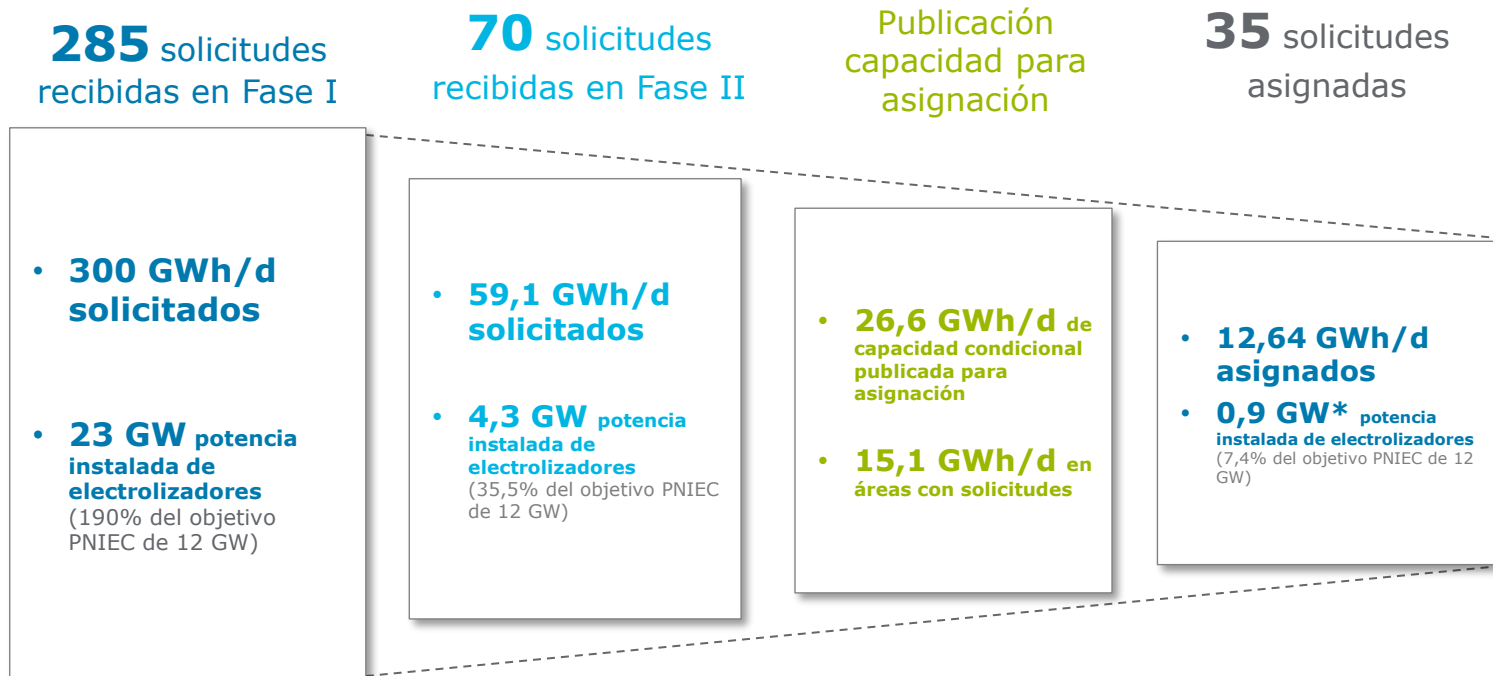 285 solicitudes
recibidas en Fase I
70 solicitudes
recibidas en Fase II
Publicación
capacidad para
asignación
35 solicitudes
asignadas
• 300 GWh/d
solicitados
• 23 GW potencia
instalada de
electrolizadores
(190% del objetivo
PNIEC de 12 GW)
• 59,1 GWh/d
solicitados
• 4,3 GW potencia
instalada de
electrolizadores
(35,5% del objetivo PNIEC
de 12 GW)
• 26,6 GWh/d de
capacidad condicional
publicada para
asignación
• 15,1 GWh/d en
áreas con solicitudes
• 12,64 GWh/d
asignados
• 0,9 GW* potencia
instalada de electrolizadores
(7,4% del objetivo PNIEC de 12
GW)